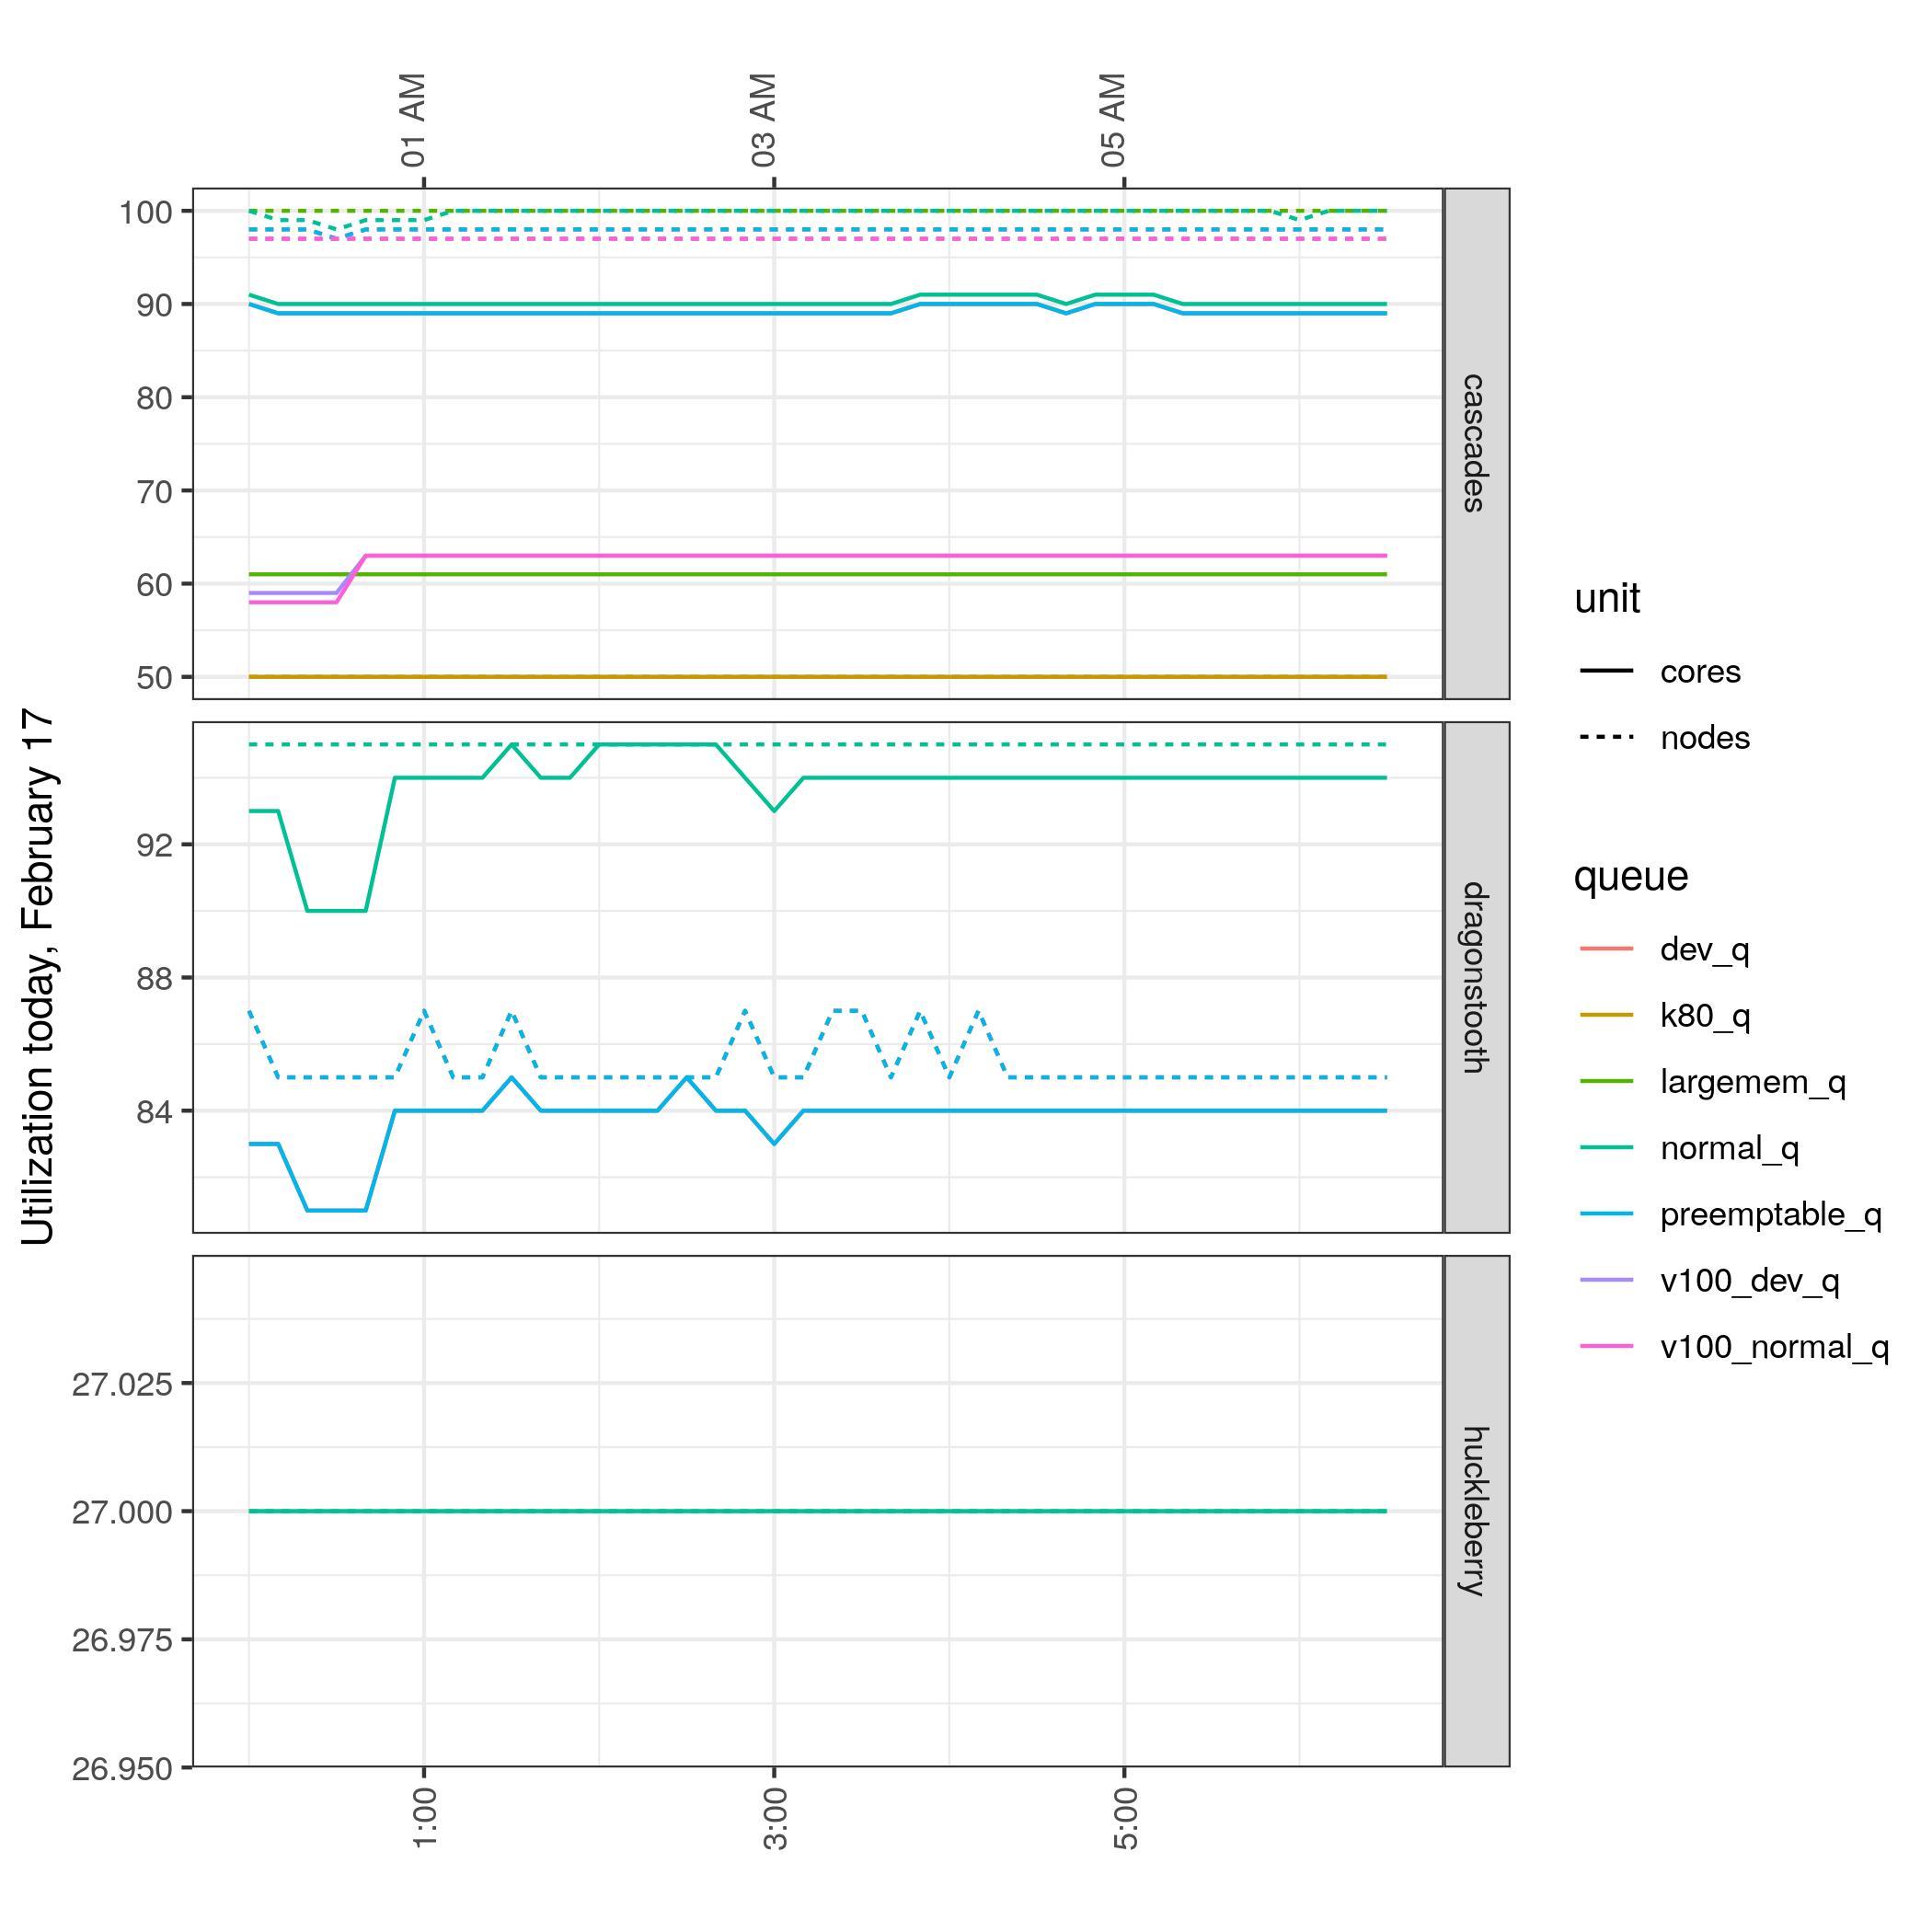 01 AM
03 AM
05 AM
Utilization today, February 17
100
90
80
70
60
50
cascades
92
88
84
dragonstooth
27.025
27.000
26.975
26.950
huckleberry
1:00
3:00
5:00
unit
cores
nodes
queue
dev_q
k80_q
largemem_q
normal_q
preemptable_q
v100_dev_q
v100_normal_q